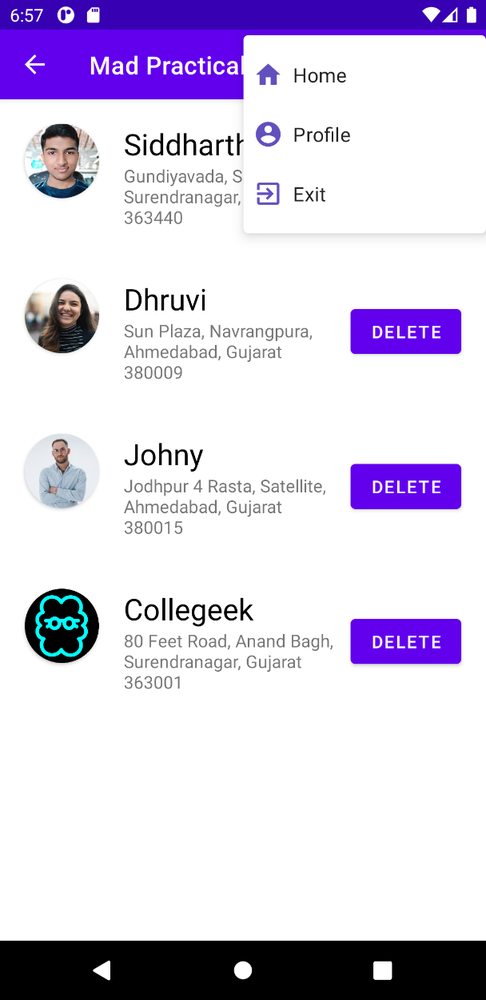 6:57
Mad Practical
Home
Profile
Exit
Siddharth
Gundiyavada, S
Surendranagar,
363440
Dhruvi
Sun Plaza, Navrangpura,
Ahmedabad, Gujarat
380009
DELETE
Johny
Jodhpur 4 Rasta, Satellite,
Ahmedabad, Gujarat
380015
DELETE
Collegeek
80 Feet Road, Anand Bagh,
Surendranagar, Gujarat
363001
DELETE